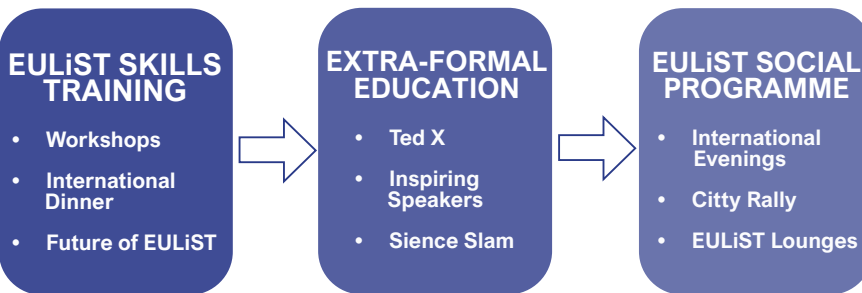 EULiST SKILLS
TRAINING
• Workshops
• International
Dinner
• Future of EULiST
EXTRA-FORMAL
EDUCATION
• Ted X
• Inspiring
Speakers
• Sience Slam
EULiST SOCIAL
PROGRAMME
• International
Evenings
• Citty Rally
• EULiST Lounges